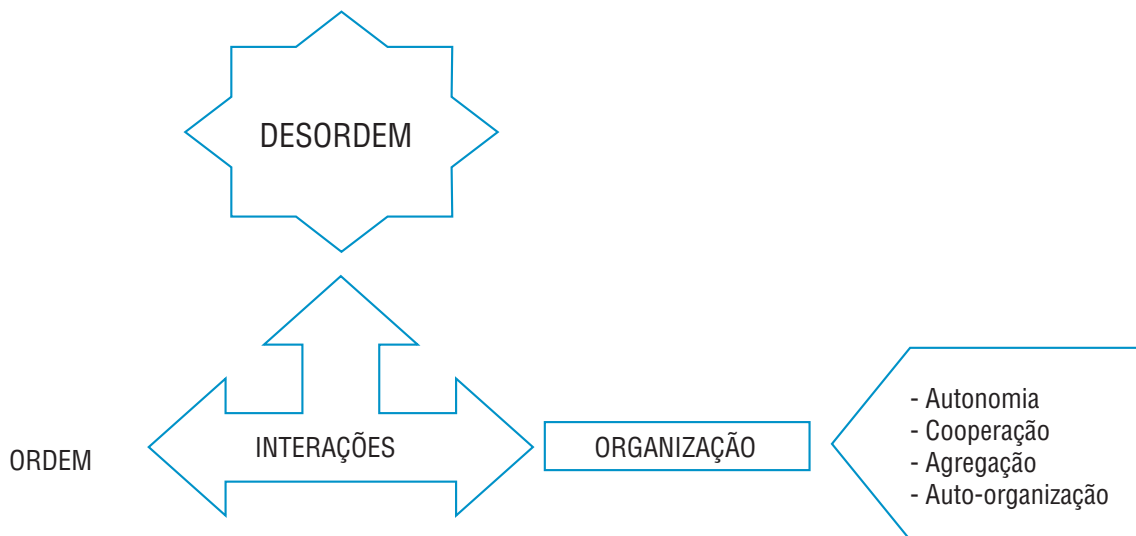 DESORDEM
ORDEM
INTERAÇÕES
ORGANIZAÇÃO
- Autonomia
- Cooperação
- Agregação
- Auto-organização